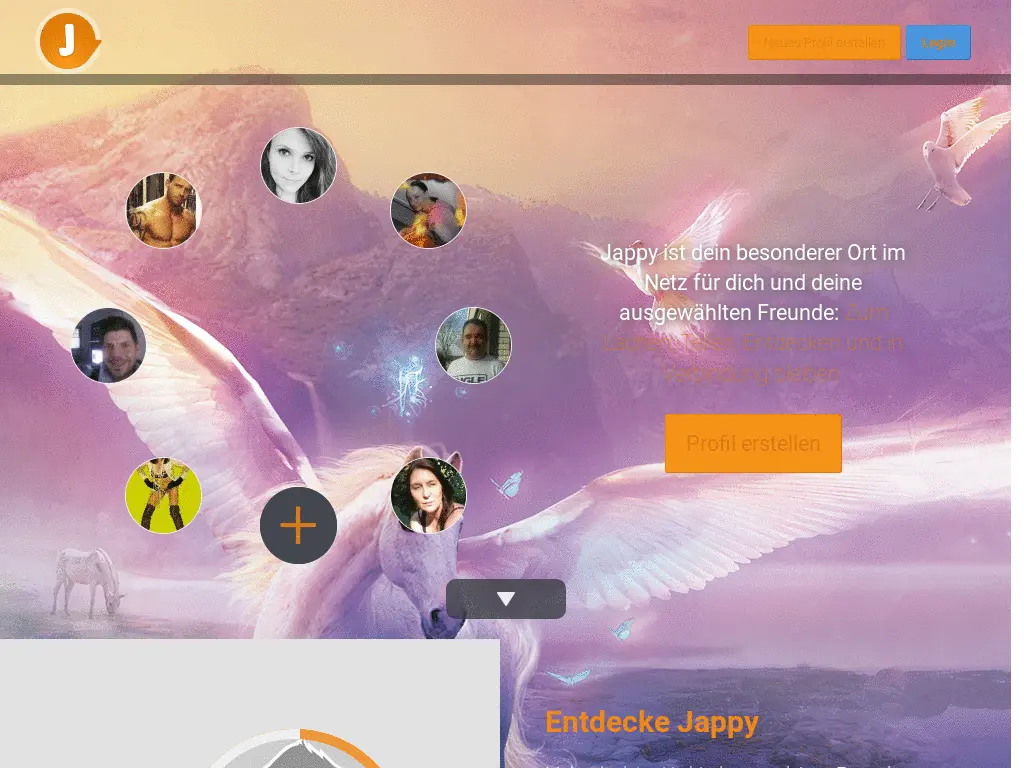 J
Neues Profil erstellen
Login
Jappy ist dein besonderer Ort im
Netz für dich und deine
ausgewählten Freunde: Zum
Lachen, Teilen, Entdecken und in
Verbindung bleiben.
Profil erstellen
Entdecke Jappy